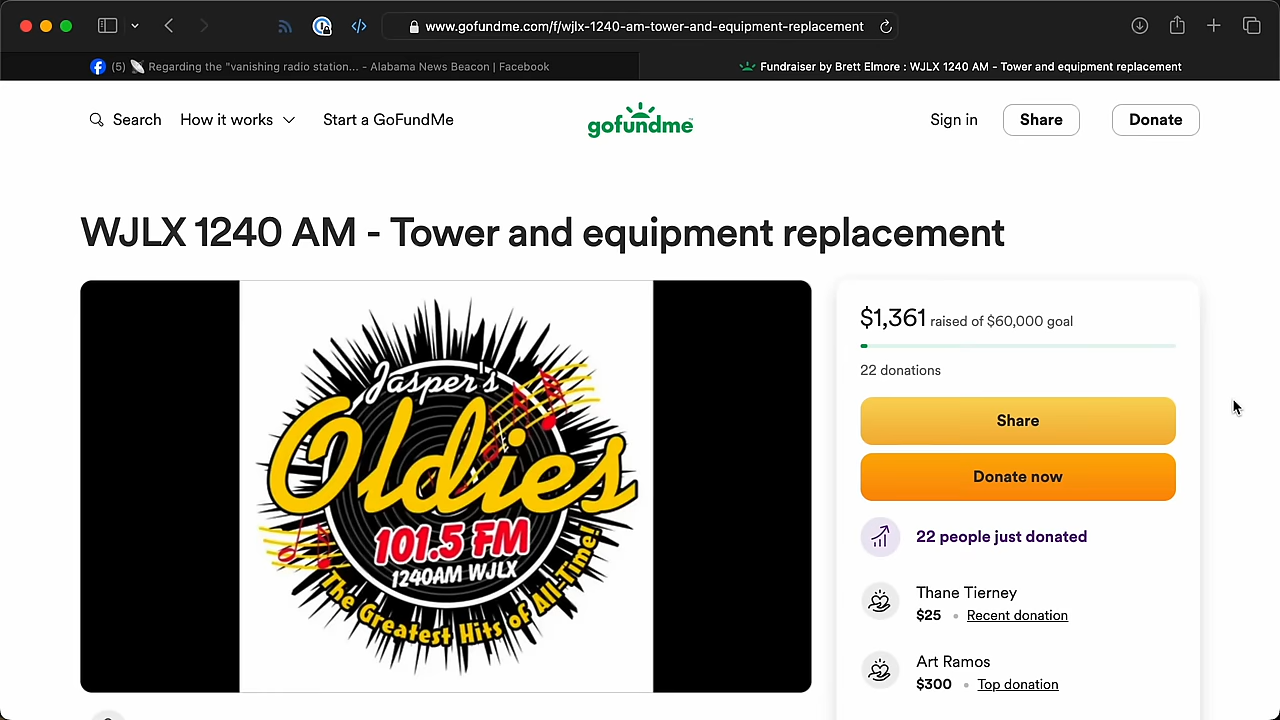 www.gofundme.com/f/wjlx-1240-am-tower-and-equipment-replacement
(5) 📡 Regarding the "vanishing radio station... - Alabama News Beacon | Facebook
Fundraiser by Brett Elmore : WJLX 1240 AM - Tower and equipment replacement
Search How it works Start a GoFundMe
gofundme
Sign in Share Donate
WJLX 1240 AM - Tower and equipment replacement
Jasper's
Oldies
101.5 FM
1240AM WJLX
The Greatest Hits of All-Time!
$1,361 raised of $60,000 goal
22 donations
Share
Donate now
22 people just donated
Thane Tierney
$25 • Recent donation
Art Ramos
$300 • Top donation